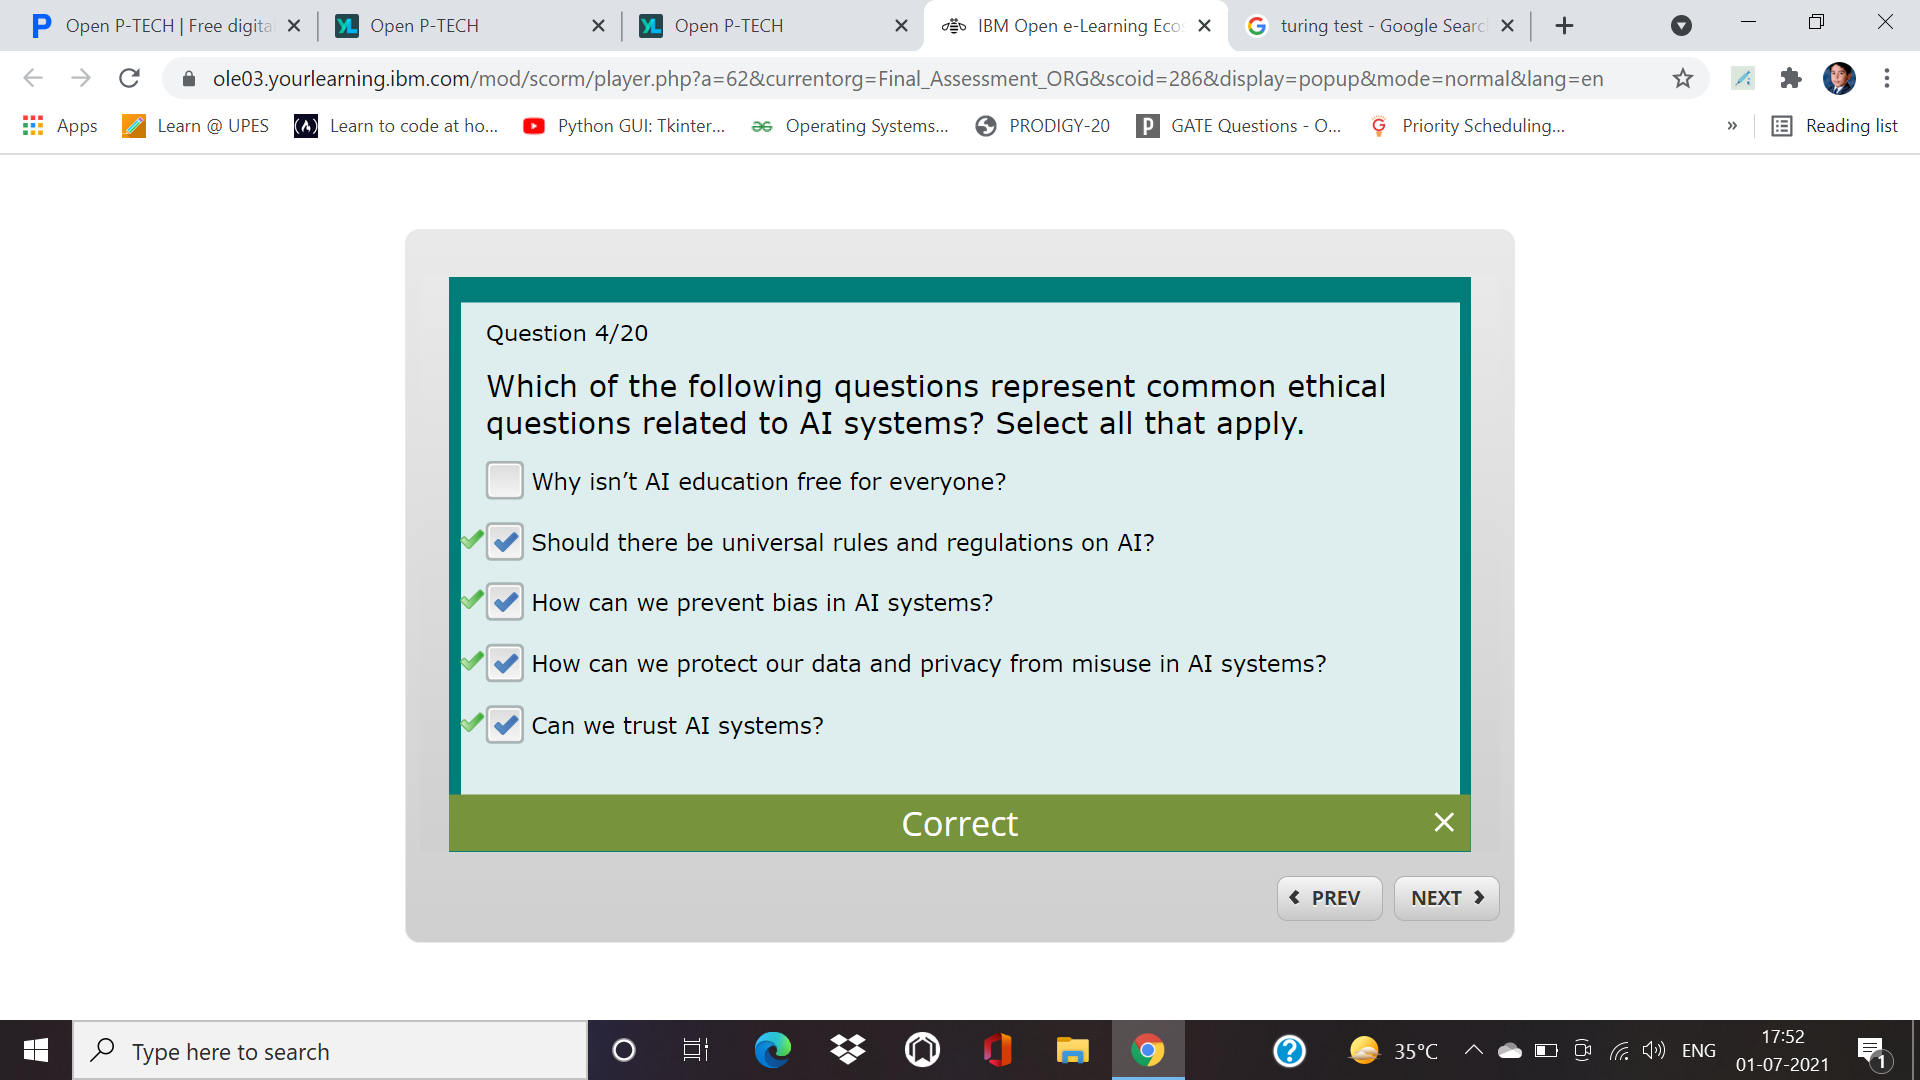 Open P-TECH | Free digita
Open P-TECH
Open P-TECH
IBM Open e-Learning Eco
turing test - Google Searc
ole03.yourlearning.ibm.com/mod/scorm/player.php?a=62&currentorg=Final_Assessment_ORG&scoid=286&display=popup&mode=normal&lang=en
Apps
Learn @ UPES
Learn to code at ho...
Python GUI: Tkinter...
Operating Systems...
PRODIGY-20
GATE Questions - O...
Priority Scheduling...
»
Reading list
Question 4/20
Which of the following questions represent common ethical
questions related to AI systems? Select all that apply.
Why isn’t AI education free for everyone?
Should there be universal rules and regulations on AI?
How can we prevent bias in AI systems?
How can we protect our data and privacy from misuse in AI systems?
Can we trust AI systems?
Correct
PREV
NEXT
Type here to search
35°C
ENG
17:52
01-07-2021
1